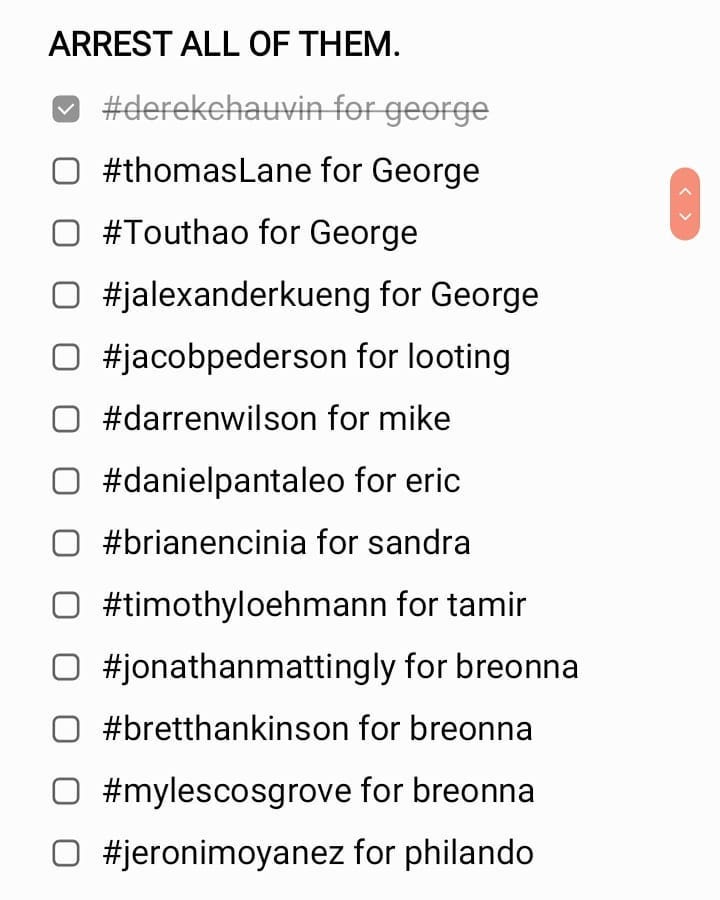 ARREST ALL OF THEM.
#derekchauvin for george
#thomasLane for George
#Touthao for George
#jalexanderkueng for George
#jacobpederson for looting
#darrenwilson for mike
#danielpantaleo for eric
#brianencinia for sandra
#timothyloehmann for tamir
#jonathanmattingly for breonna
#bretthankinson for breonna
#mylescosgrove for breonna
#jeronimoyanez for philando